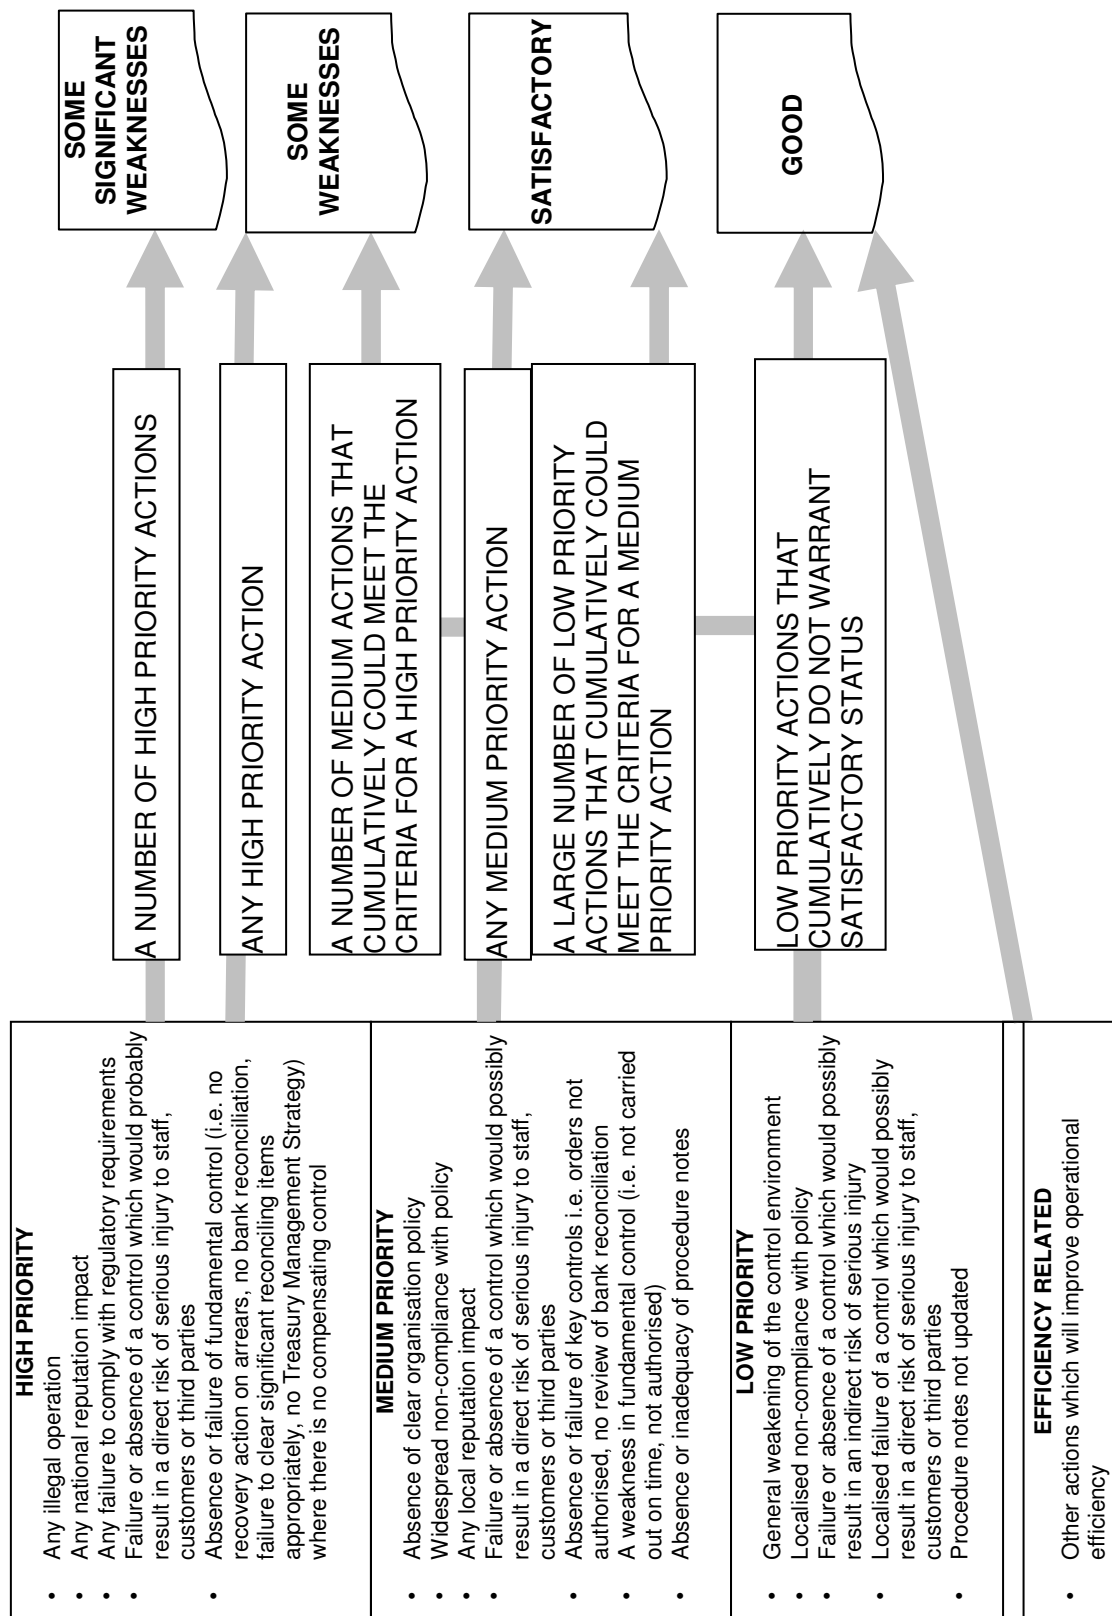 HIGH PRIORITY
• Any illegal operation
• Any national reputation impact
• Any failure to comply with regulatory requirements
• Failure or absence of a control which would probably
result in a direct risk of serious injury to staff,
customers or third parties
• Absence or failure of fundamental control (i.e. no
recovery action on arrears, no bank reconciliation,
failure to clear significant reconciling items
appropriately, no Treasury Management Strategy)
where there is no compensating control
MEDIUM PRIORITY
• Absence of clear organisation policy
• Widespread non-compliance with policy
• Any local reputation impact
• Failure or absence of a control which would possibly
result in a direct risk of serious injury to staff,
customers or third parties
• Absence or failure of key controls i.e. orders not
authorised, no review of bank reconciliation
• A weakness in fundamental control (i.e. not carried
out on time, not authorised)
• Absence or inadequacy of procedure notes
LOW PRIORITY
• General weakening of the control environment
• Localised non-compliance with policy
• Failure or absence of a control which would possibly
result in an indirect risk of serious injury
• Localised failure of a control which would possibly
result in a direct risk of serious injury to staff,
customers or third parties
• Procedure notes not updated
EFFICIENCY RELATED
• Other actions which will improve operational
efficiency
A NUMBER OF HIGH PRIORITY ACTIONS
ANY HIGH PRIORITY ACTION
A NUMBER OF MEDIUM ACTIONS THAT
CUMULATIVELY COULD MEET THE
CRITERIA FOR A HIGH PRIORITY ACTION
ANY MEDIUM PRIORITY ACTION
A LARGE NUMBER OF LOW PRIORITY
ACTIONS THAT CUMULATIVELY COULD
MEET THE CRITERIA FOR A MEDIUM
PRIORITY ACTION
LOW PRIORITY ACTIONS THAT
CUMULATIVELY DO NOT WARRANT
SATISFACTORY STATUS
SOME
SIGNIFICANT
WEAKNESSES
SOME
WEAKNESSES
SATISFACTORY
GOOD